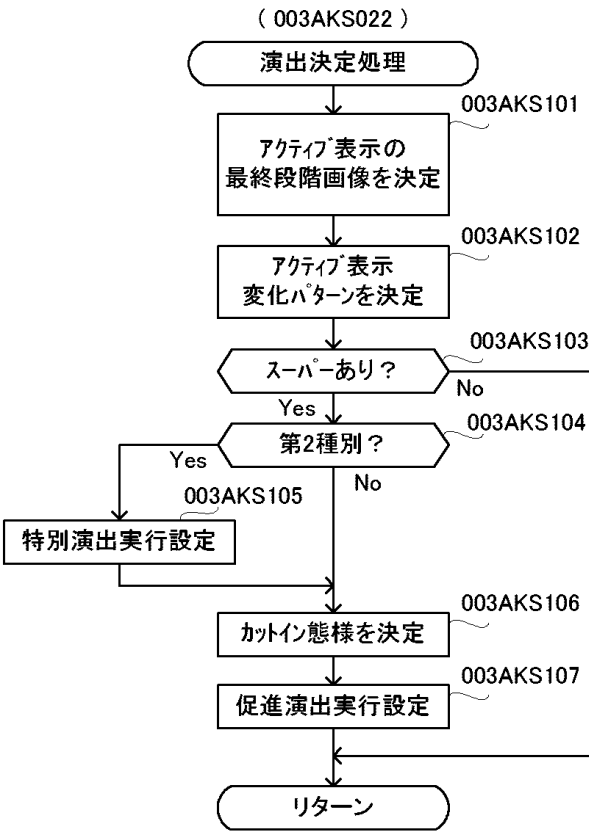 ( 003AKS022 )
演出決定処理
003AKS101
アクティブ表示の
最終段階画像を決定
003AKS102
アクティブ表示
変化パターンを決定
003AKS103
スーパーあり？
No
Yes
003AKS104
第2種別？
Yes
No
003AKS105
特別演出実行設定
003AKS106
カットイン態様を決定
003AKS107
促進演出実行設定
リターン